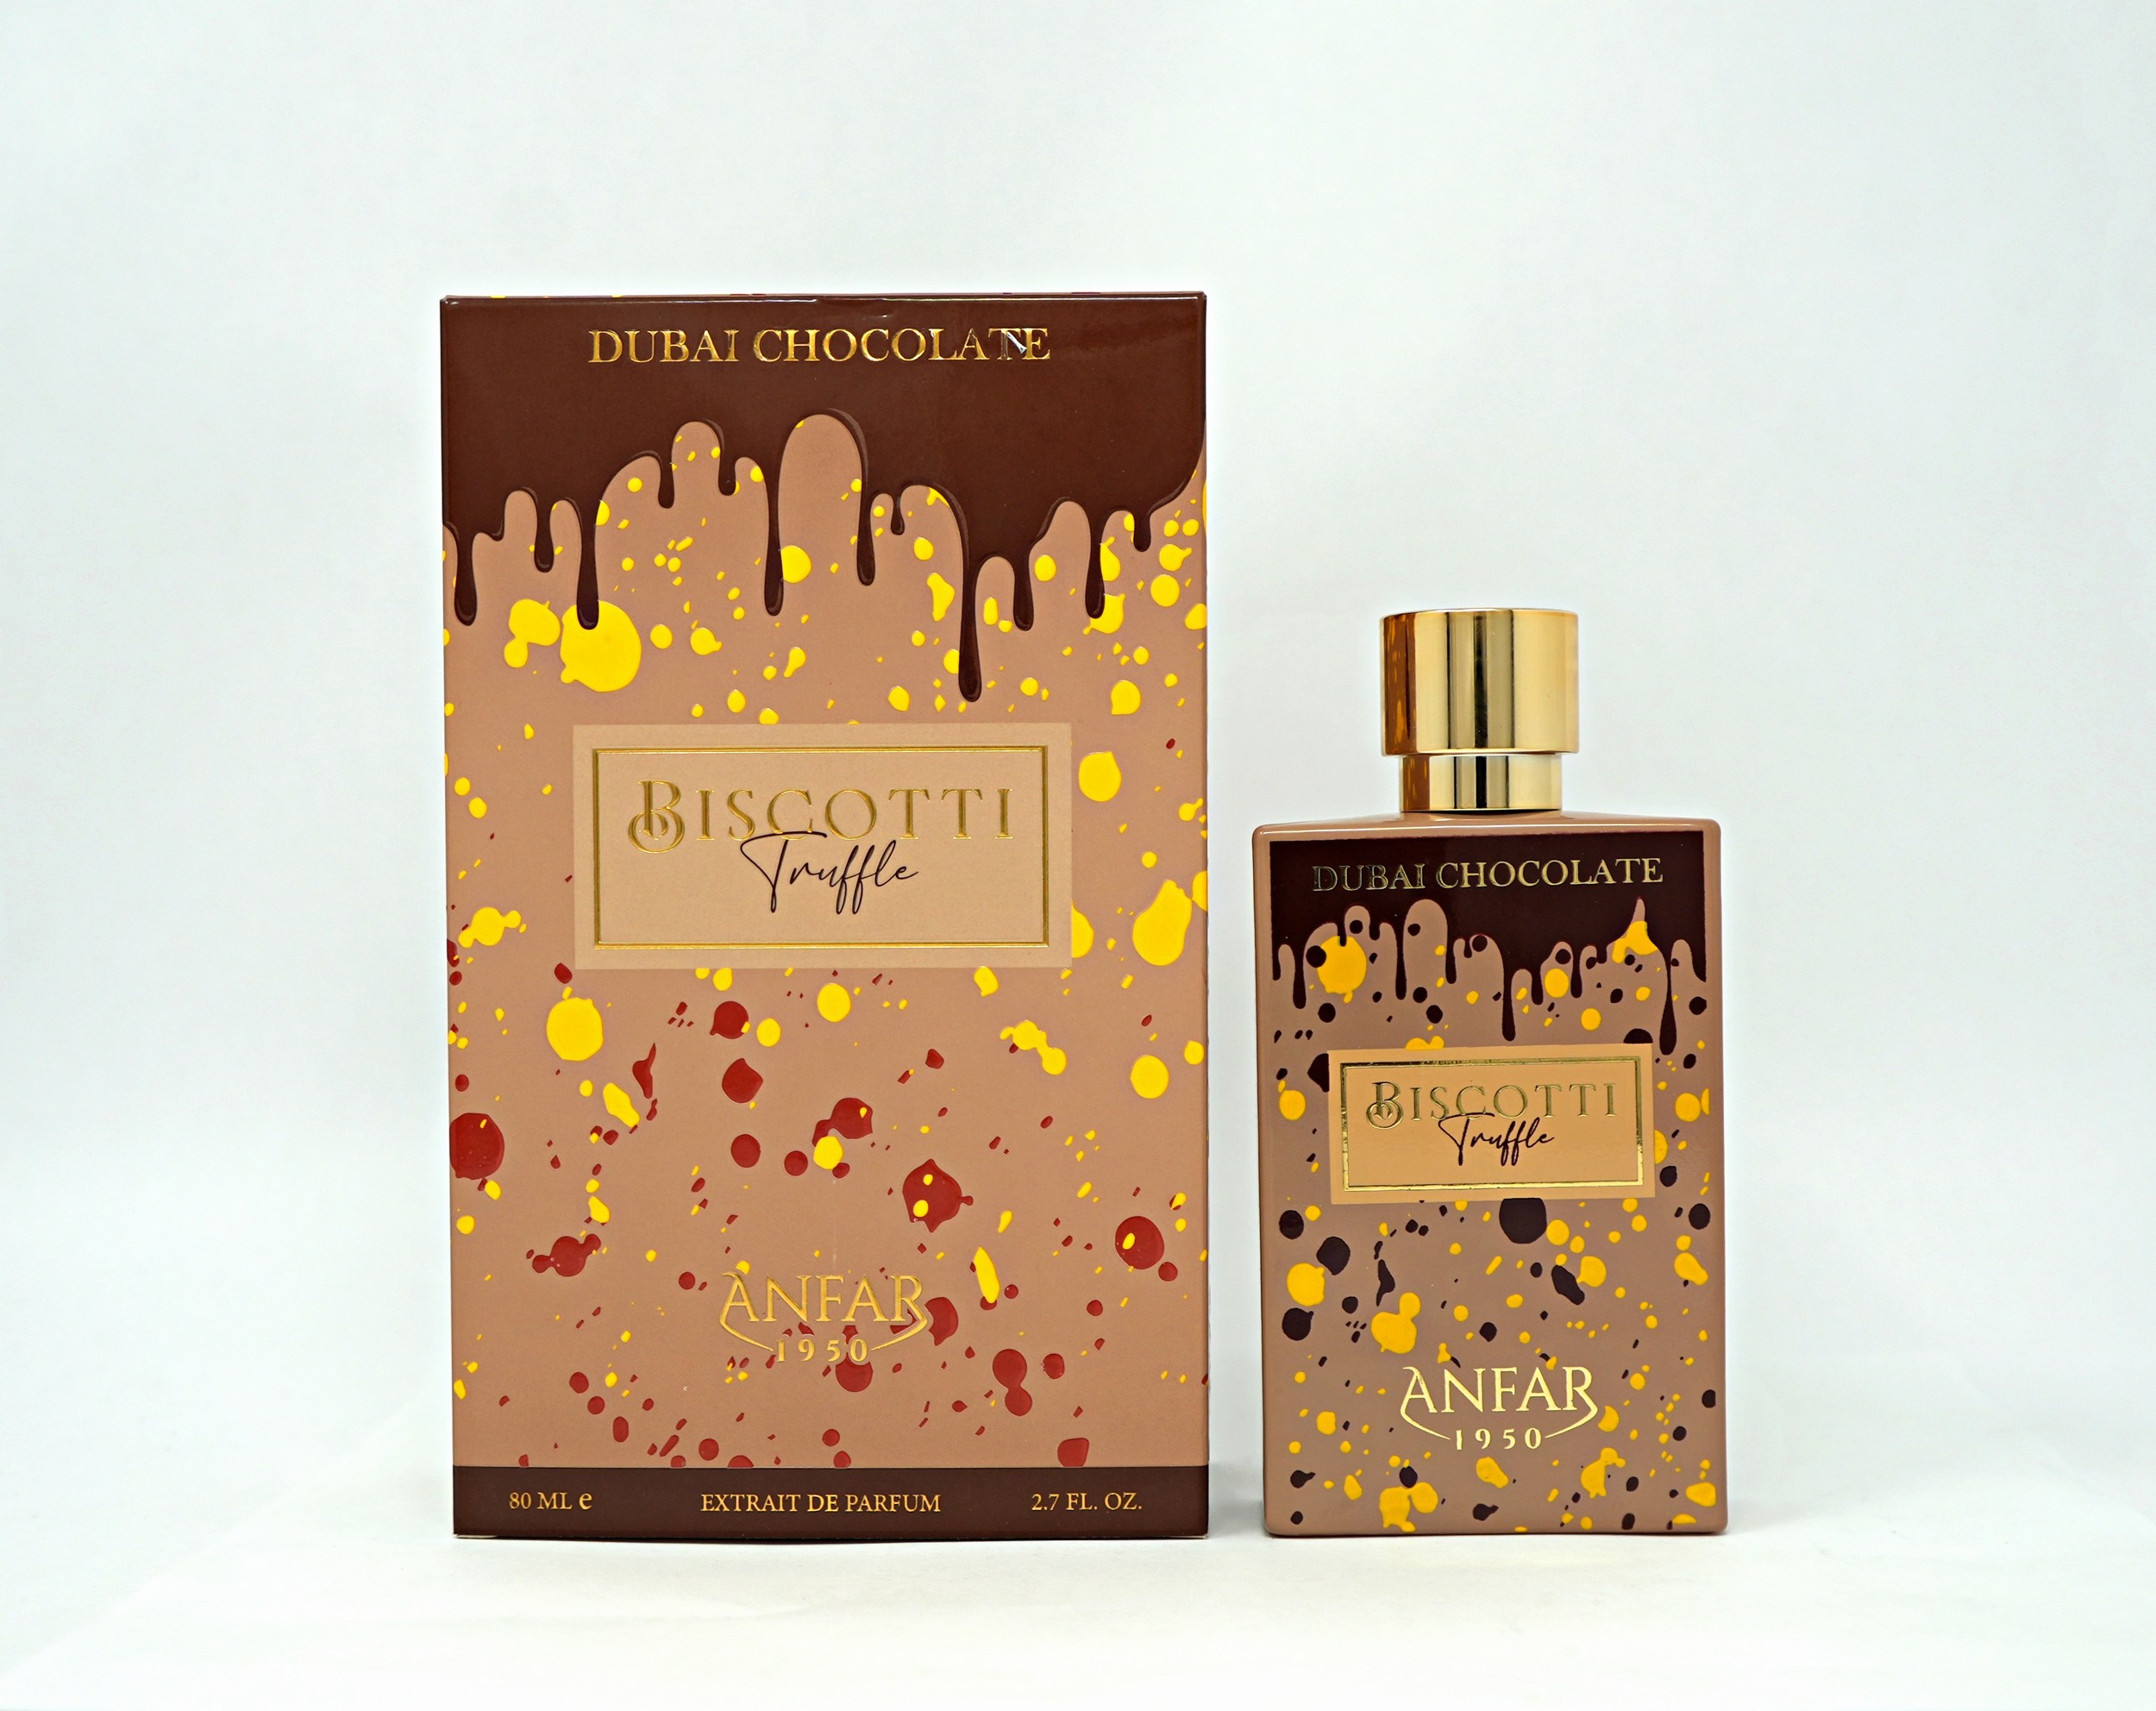 DUBAI CHOCOLATE
BISCOTTI
Truffle
ANFAR
1950
80 ML e
EXTRAIT DE PARFUM
2.7 FL. OZ.
DUBAI CHOCOLATE
BISCOTTI
Truffle
ANFAR
1950